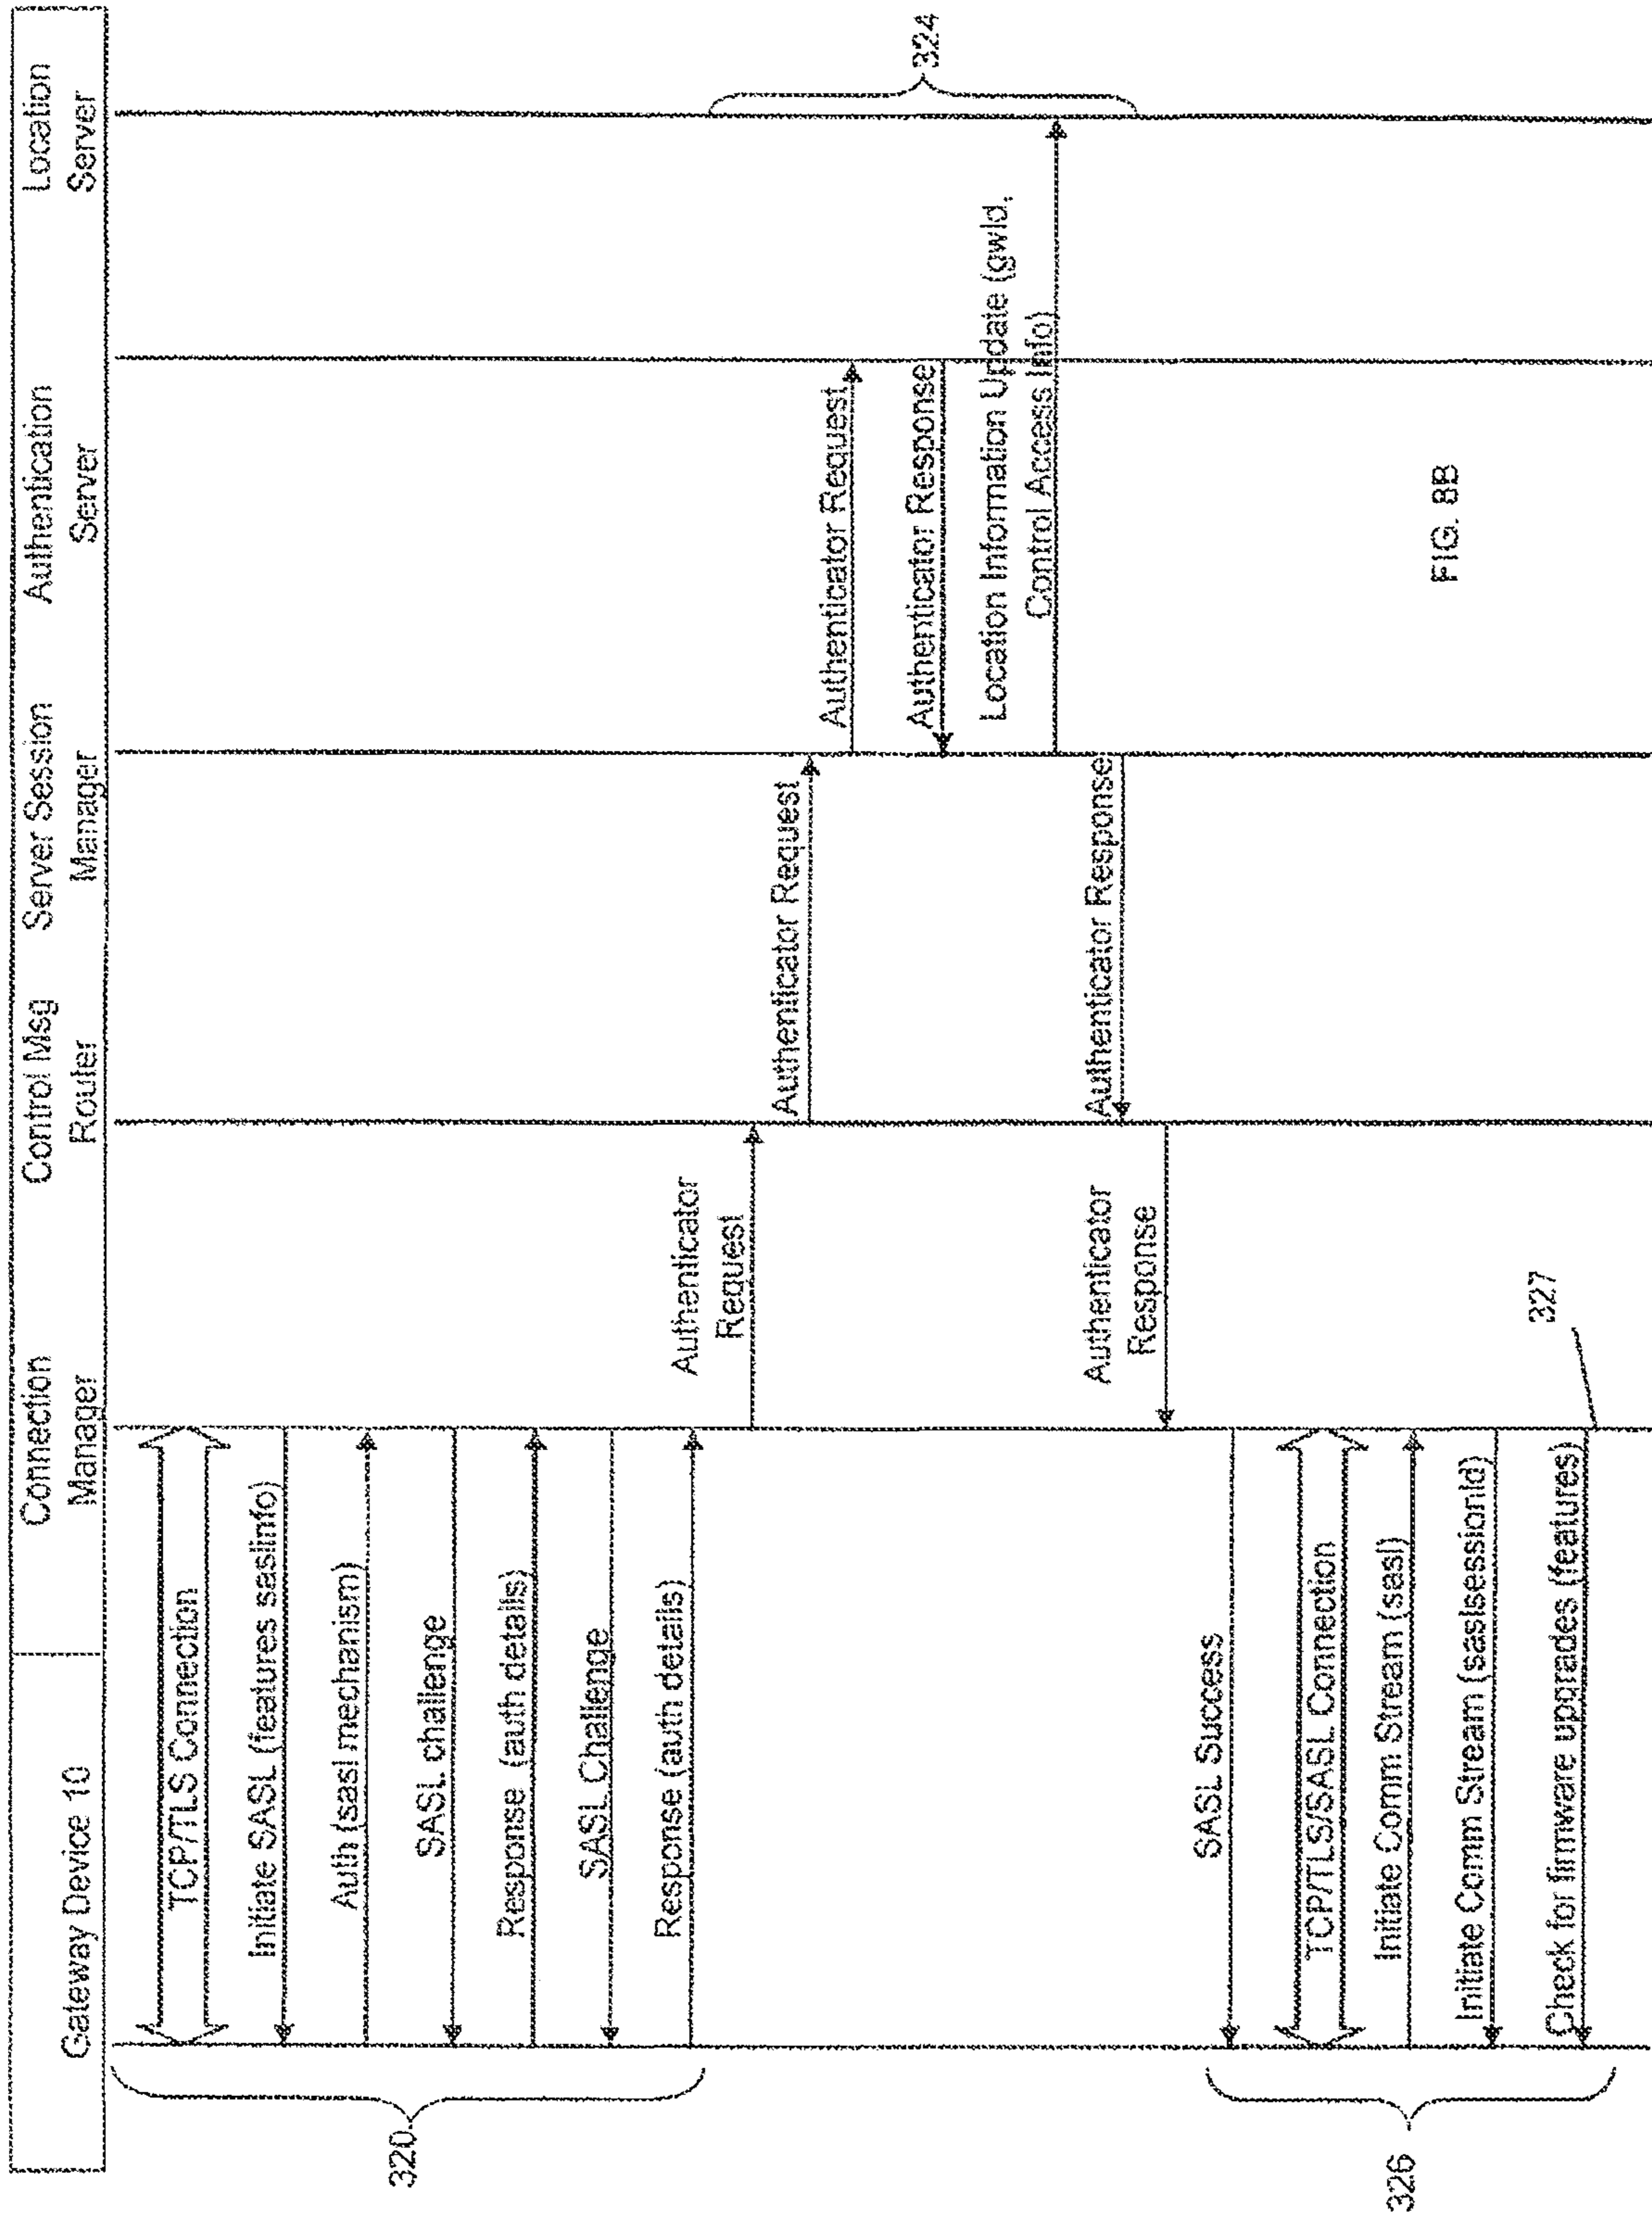 Gateway Device 10
Connection
Manager
Control Msg
Router
Server Session
Manager
Authentication
Server
Location
Server
TCP/TLS Connection
Initiate SASL (features saslinfo)
Auth (sasl mechanism)
SASL challenge
Response (auth details)
SASL Challenge
Response (auth details)
320
Authenticator
Request
Authenticator Request
Authenticator Request
Authenticator Response
Location Information Update (gwId,
Control Access Info)
324
Authenticator Response
Authenticator
Response
SASL Success
TCP/TLS/SASL Connection
Initiate Comm Stream (sasl)
Initiate Comm Stream (saslsessionId)
Check for firmware upgrades (features)
326
327
FIG. 8B